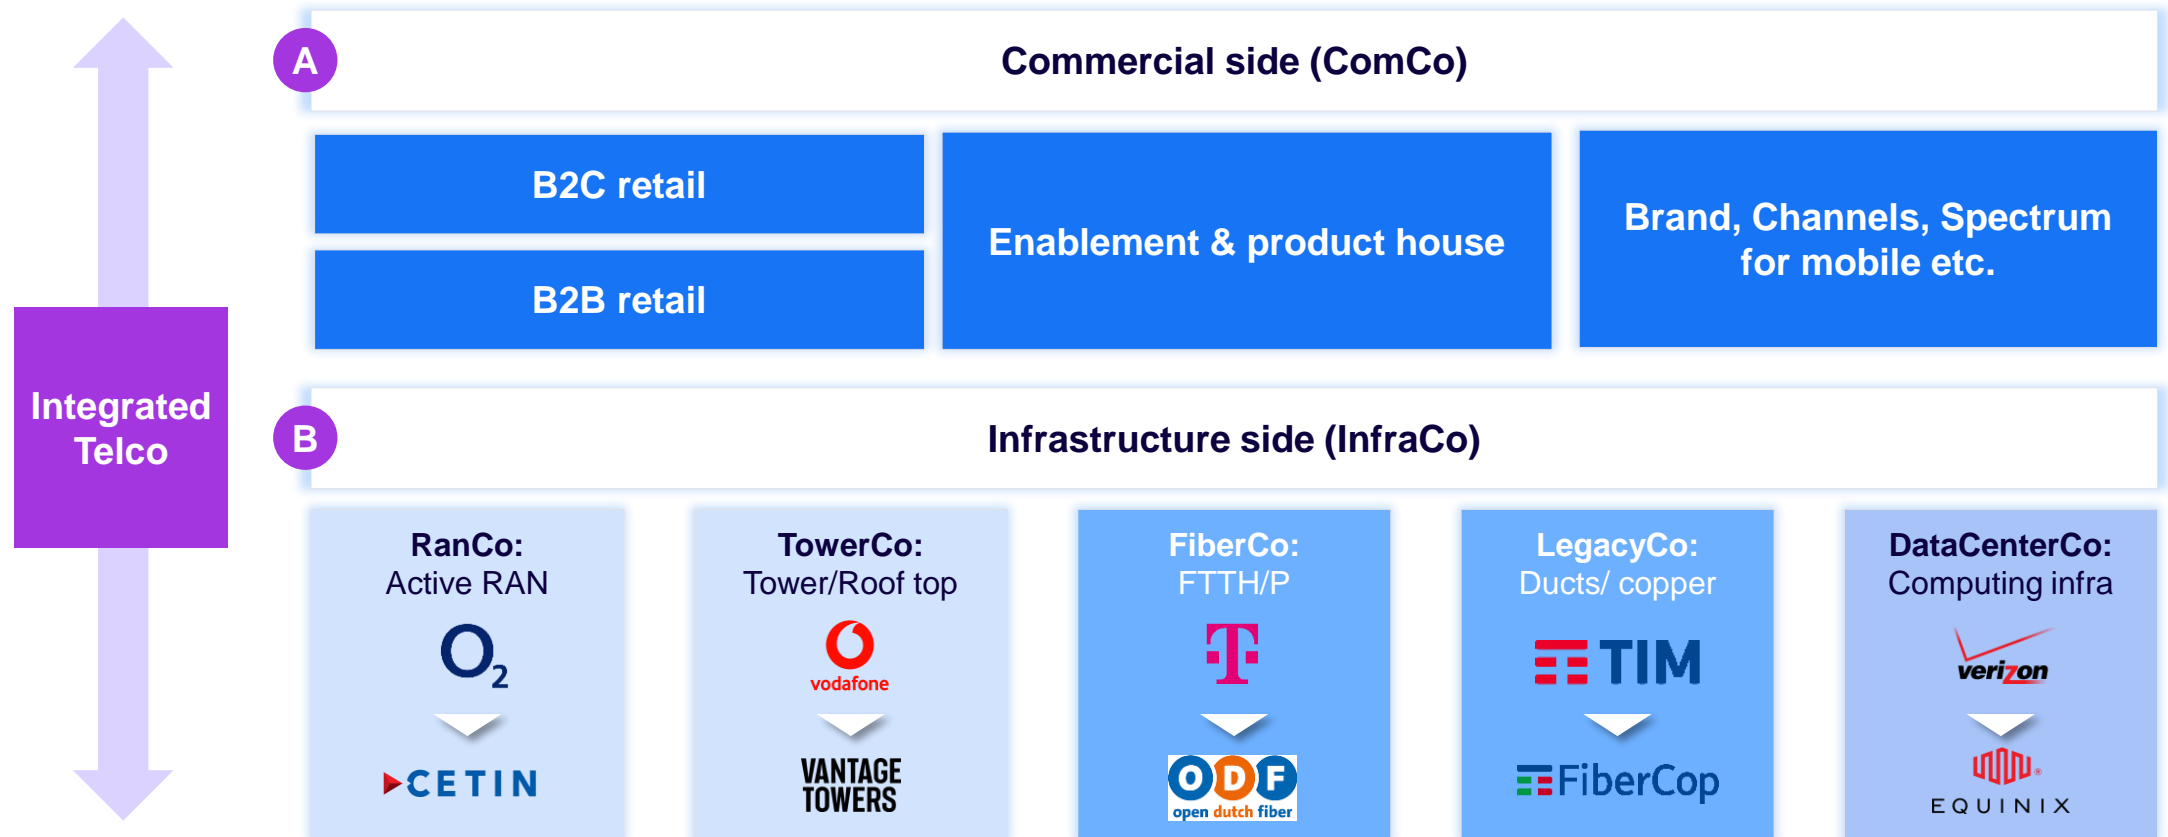 A
Commercial side (ComCo)
B2C retail
B2B retail
Enablement & product house
Brand, Channels, Spectrum
for mobile etc.
Integrated
Telco
B
Infrastructure side (InfraCo)
RanCo:
Active RAN
O2
CETIN
TowerCo:
Tower/Roof top
vodafone
VANTAGE
TOWERS
FiberCo:
FTTH/P
T
ODF
open dutch fiber
LegacyCo:
Ducts/ copper
TIM
FiberCop
DataCenterCo:
Computing infra
verizon
EQUINIX